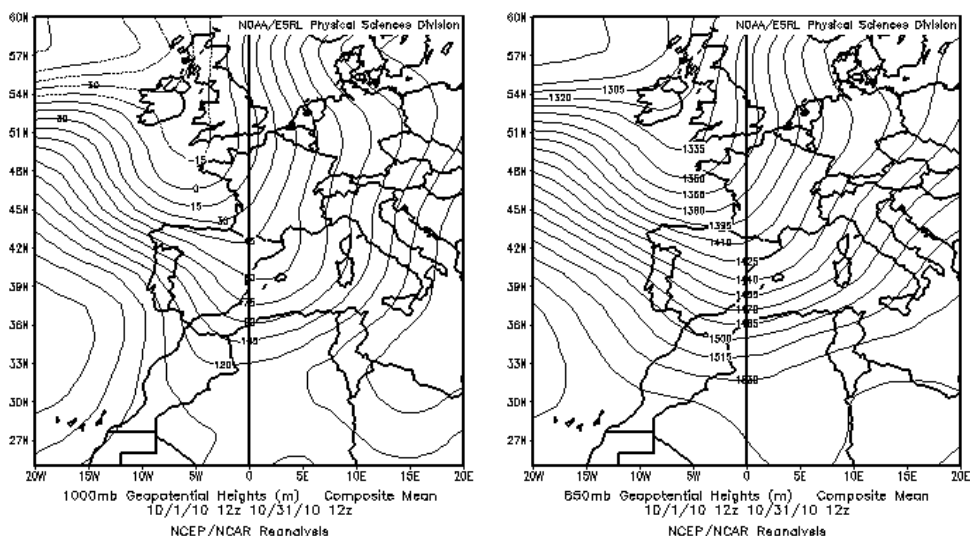 NOAA/ESRL Physical Sciences Division
60N
57N
54N
51N
48N
45N
42N
39N
36N
33N
30N
27N
30
30
-15
0
15
30
75
120
20W
15W
10W
5W
0
5E
10E
15E
20E
1000mb Geopotential Heights (m) Composite Mean
10/1/10 12z 10/31/10 12z
NCEP/NCAR Reanalysis
NOAA/ESRL Physical Sciences Division
60N
57N
54N
51N
48N
45N
42N
39N
36N
33N
30N
27N
1305
1320
1335
1350
1380
1395
1410
1425
1440
1455
1470
1485
1500
1515
1530
20W
15W
10W
5W
0
5E
10E
15E
20E
850mb Geopotential Heights (m) Composite Mean
10/1/10 12z 10/31/10 12z
NCEP/NCAR Reanalysis